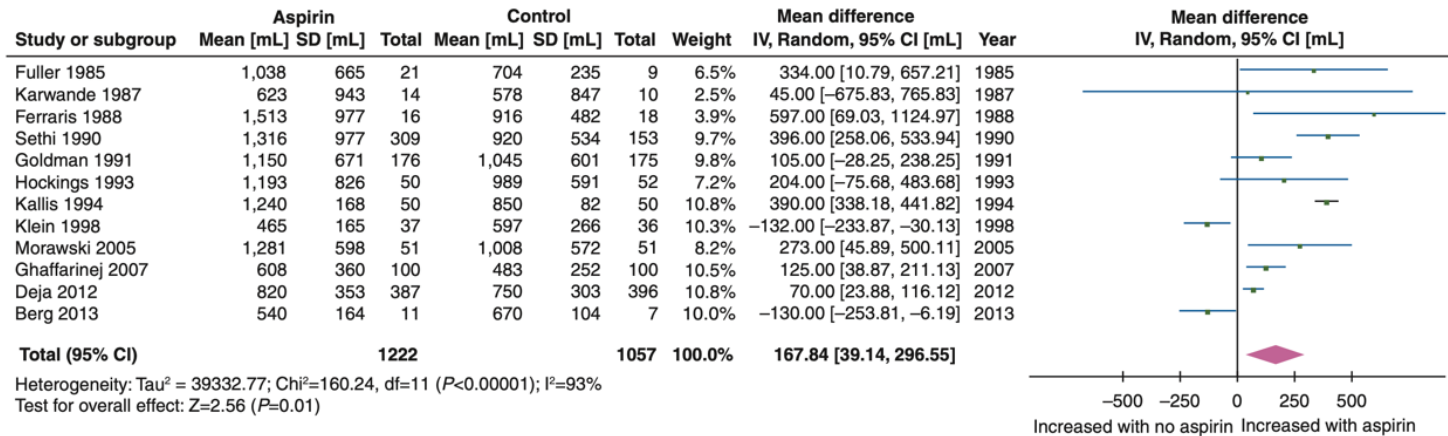 Aspirin Control Mean difference Mean difference
Study or subgroup Mean [mL] SD [mL] Total Mean [mL] SD [mL] Total Weight IV, Random, 95% CI [mL] Year IV, Random, 95% CI [mL]
Fuller 1985 1,038 665 21 704 235 9 6.5% 334.00 [10.79, 657.21] 1985
Karwande 1987 623 943 14 578 847 10 2.5% 45.00 [−675.83, 765.83] 1987
Ferraris 1988 1,513 977 16 916 482 18 3.9% 597.00 [69.03, 1124.97] 1988
Sethi 1990 1,316 977 309 920 534 153 9.7% 396.00 [258.06, 533.94] 1990
Goldman 1991 1,150 671 176 1,045 601 175 9.8% 105.00 [−28.25, 238.25] 1991
Hockings 1993 1,193 826 50 989 591 52 7.2% 204.00 [−75.68, 483.68] 1993
Kallis 1994 1,240 168 50 850 82 50 10.8% 390.00 [338.18, 441.82] 1994
Klein 1998 465 165 37 597 266 36 10.3% −132.00 [−233.87, −30.13] 1998
Morawski 2005 1,281 598 51 1,008 572 51 8.2% 273.00 [45.89, 500.11] 2005
Ghaffarinej 2007 608 360 100 483 252 100 10.5% 125.00 [38.87, 211.13] 2007
Deja 2012 820 353 387 750 303 396 10.8% 70.00 [23.88, 116.12] 2012
Berg 2013 540 164 11 670 104 7 10.0% −130.00 [−253.81, −6.19] 2013
Total (95% CI) 1222 1057 100.0% 167.84 [39.14, 296.55]
Heterogeneity: Tau² = 39332.77; Chi²=160.24, df=11 (P<0.00001); I²=93%
Test for overall effect: Z=2.56 (P=0.01)
−500 −250 0 250 500
Increased with no aspirin Increased with aspirin